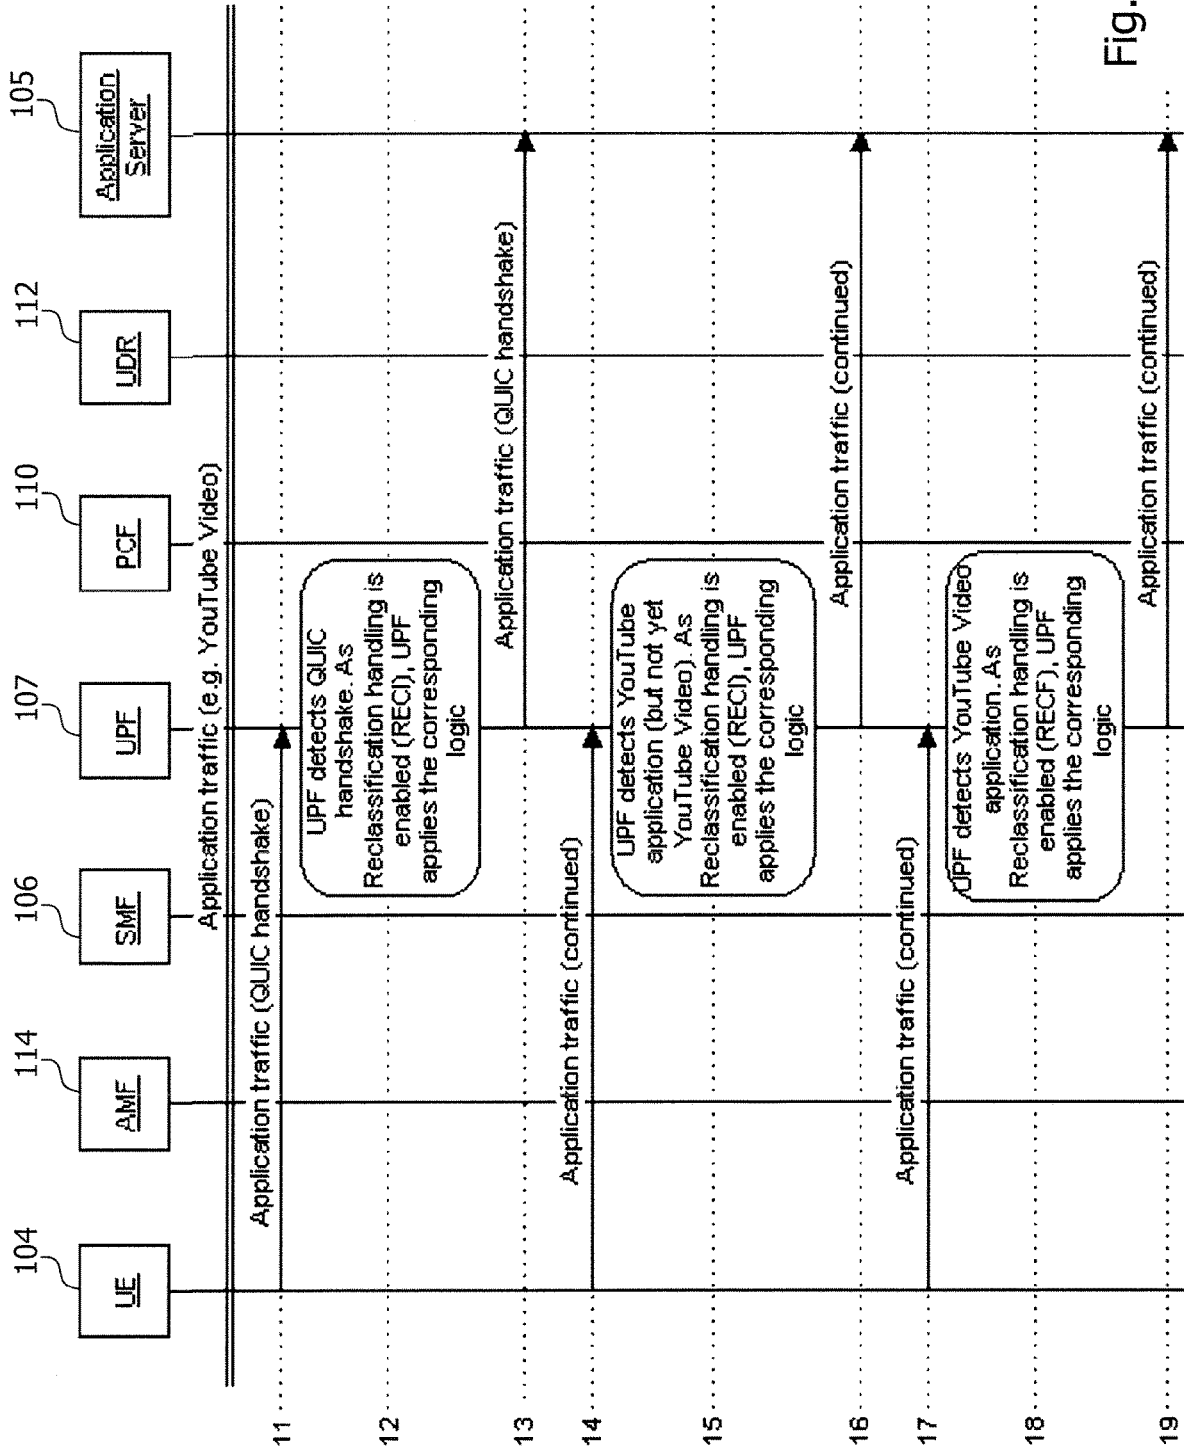 104
114
106
107
110
112
105
UE
AMF
SMF
UPF
PCF
UDR
Application
Server
Application traffic (e.g. YouTube Video)
11
Application traffic (QUIC handshake)
12
UPF detects QUIC
handshake. As
Reclassification handling is
enabled (RECI), UPF
applies the corresponding
logic
13
Application traffic (QUIC handshake)
14
Application traffic (continued)
15
UPF detects YouTube
application (but not yet
YouTube Video). As
Reclassification handling is
enabled (RECI), UPF
applies the corresponding
logic
16
Application traffic (continued)
17
Application traffic (continued)
18
UPF detects YouTube Video
application. As
Reclassification handling is
enabled (RECF), UPF
applies the corresponding
logic
19
Application traffic (continued)
Fig.